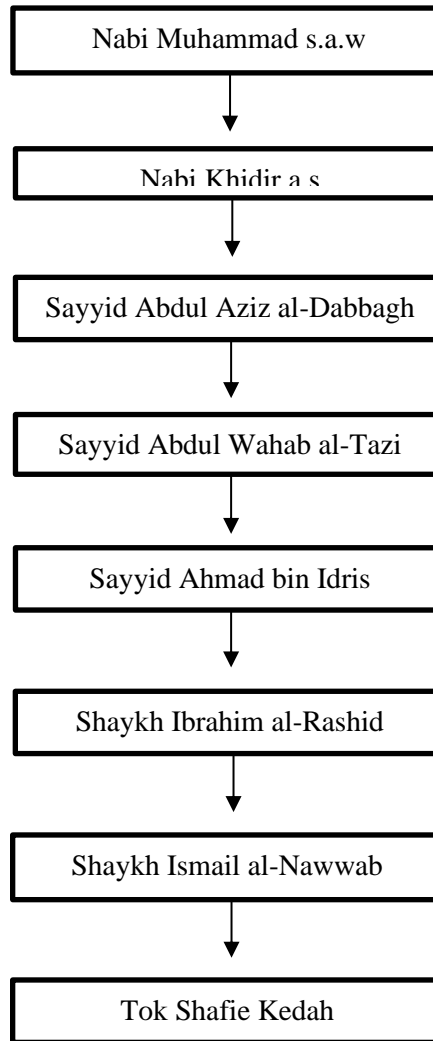 Nabi Muhammad s.a.w
Nabi Khidir a.s
Sayyid Abdul Aziz al-Dabbagh
Sayyid Abdul Wahab al-Tazi
Sayyid Ahmad bin Idris
Shaykh Ibrahim al-Rashid
Shaykh Ismail al-Nawwab
Tok Shafie Kedah